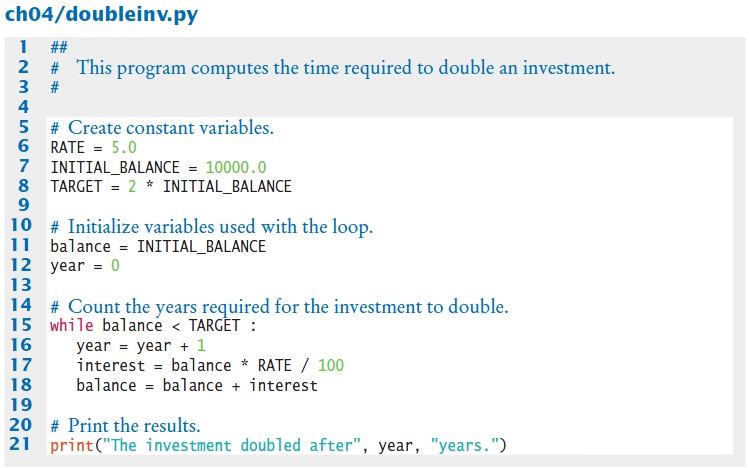 ch04/doubleinv.py
1 ##
2 # This program computes the time required to double an investment.
3 #
4
5 # Create constant variables.
6 RATE = 5.0
7 INITIAL_BALANCE = 10000.0
8 TARGET = 2 * INITIAL_BALANCE
9
10 # Initialize variables used with the loop.
11 balance = INITIAL_BALANCE
12 year = 0
13
14 # Count the years required for the investment to double.
15 while balance < TARGET :
16    year = year + 1
17    interest = balance * RATE / 100
18    balance = balance + interest
19
20 # Print the results.
21 print("The investment doubled after", year, "years.")